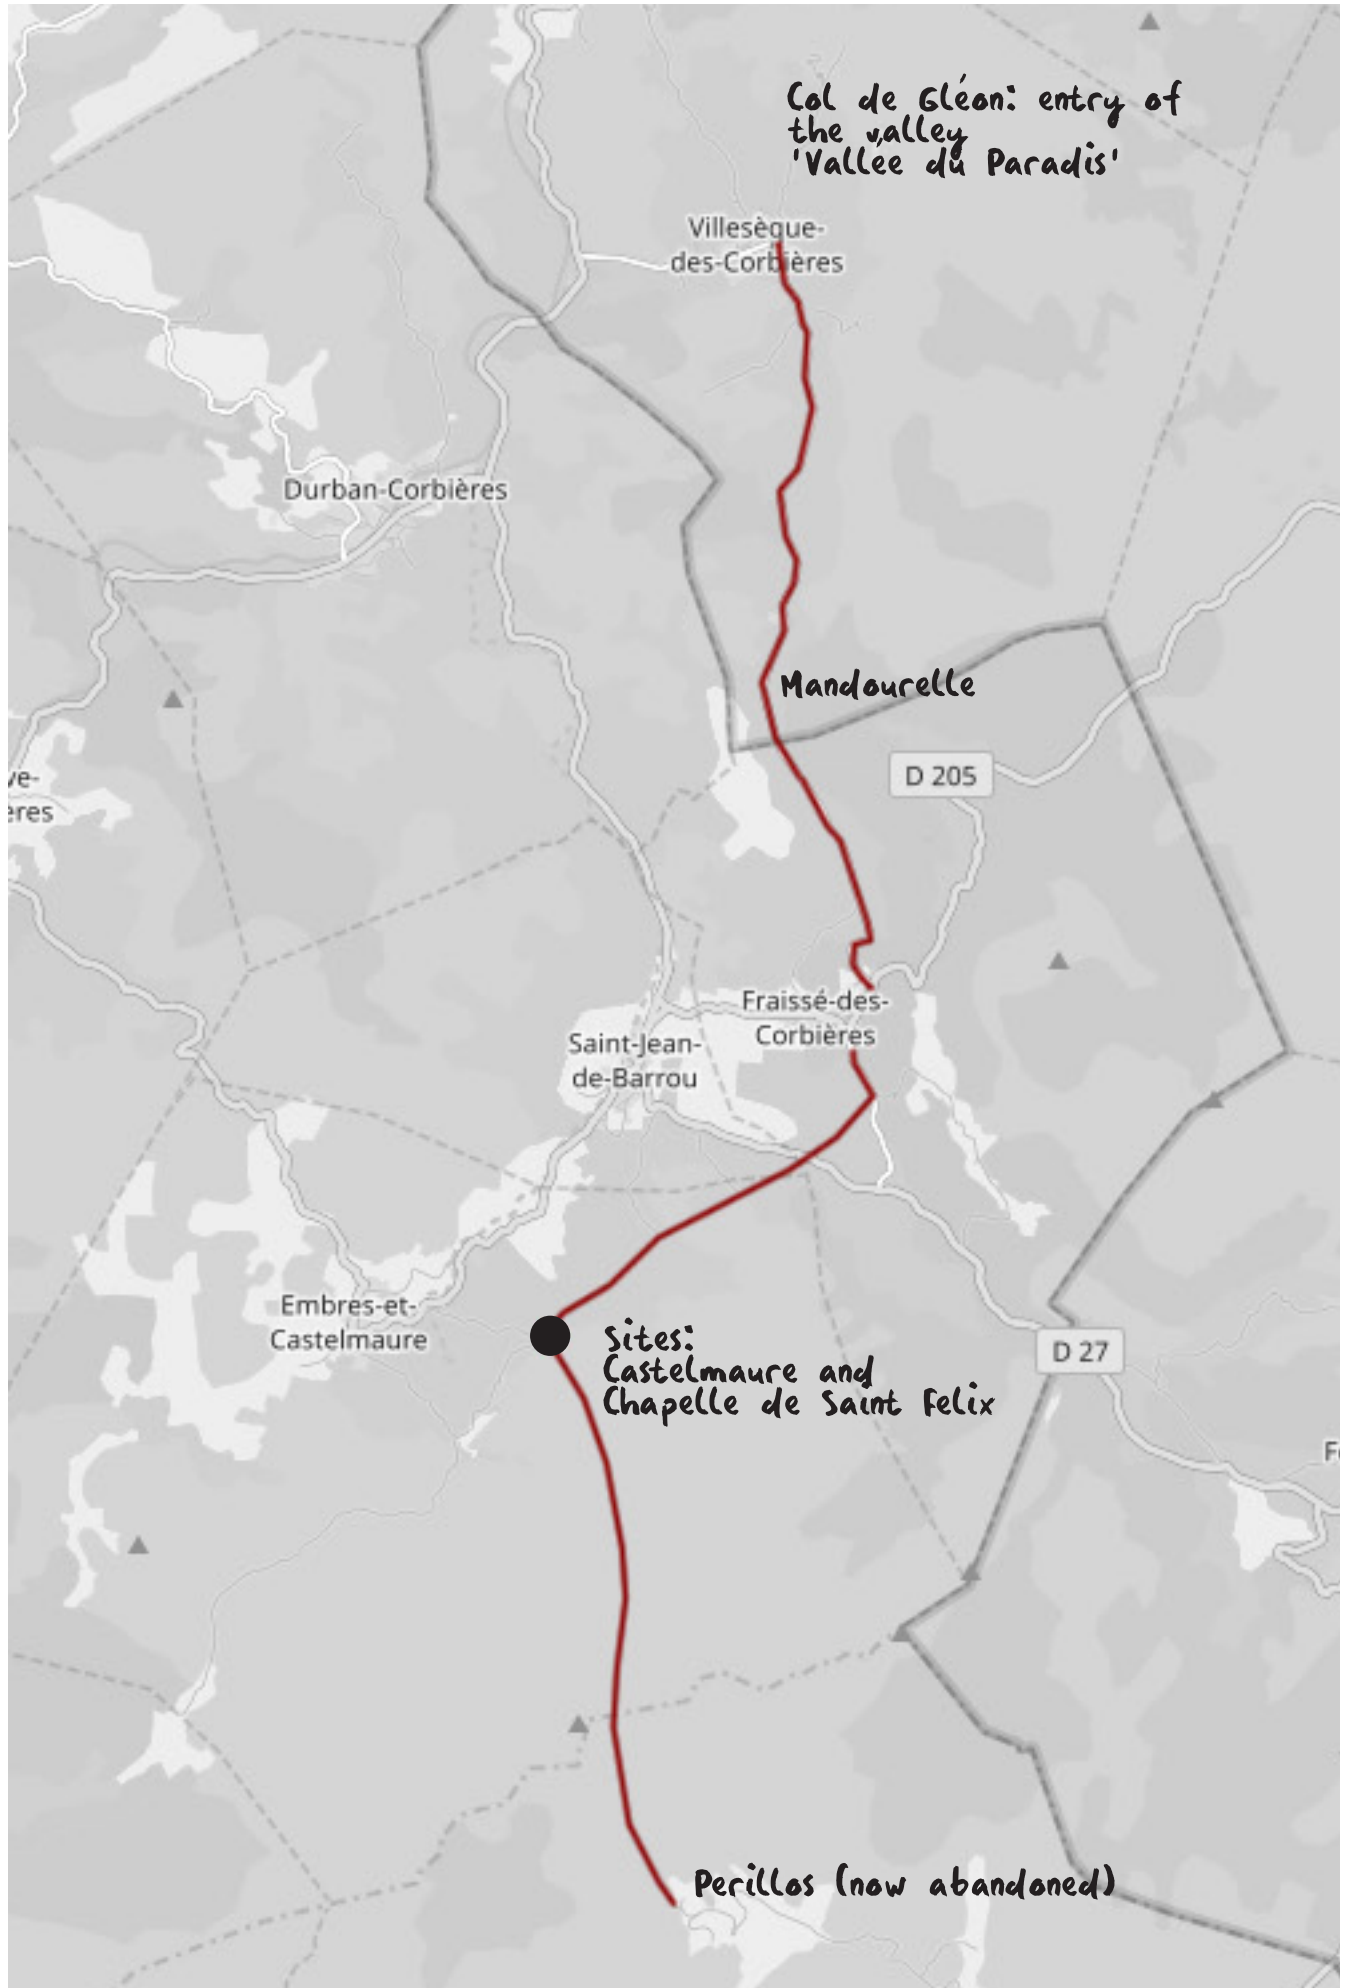 Col de Gléon: entry of
the valley
'Vallée du Paradis'
Villesèque-
des-Corbières
Durban-Corbières
Mandourelle
D 205
ve-
ères
Fraissé-des-
Corbières
Saint-Jean-
de-Barrou
Embres-et-
Castelmaure
Sites:
Castelmaure and
Chapelle de Saint Felix
D 27
F
Perillos (now abandoned)